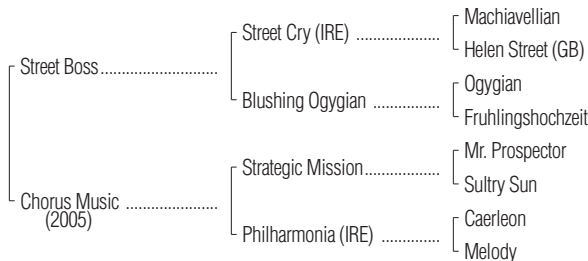 Machiavellian
Street Cry (IRE) ....................
Helen Street (GB)
Street Boss.............................
Ogygian
Blushing Ogygian ................
Fruhlingshochzeit
Mr. Prospector
Strategic Mission..................
Sultry Sun
Chorus Music ........................
(2005)
Caerleon
Philharmonia (IRE) ..............
Melody